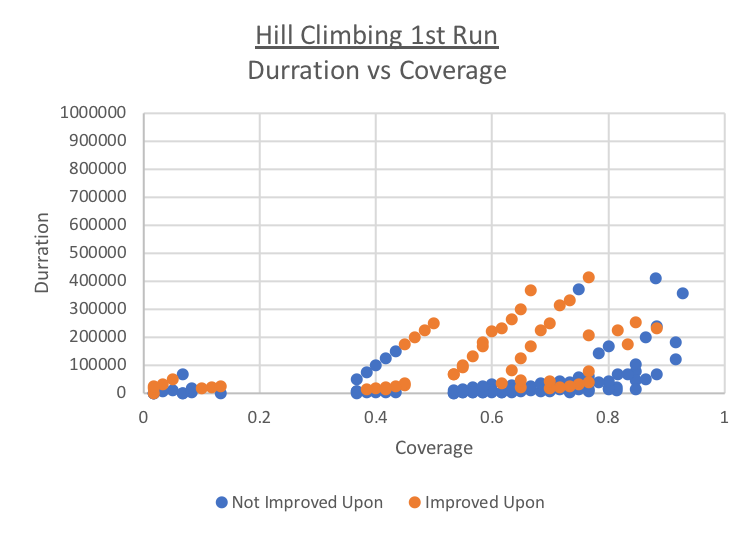 Hill Climbing 1st Run
Durration vs Coverage
1000000
900000
800000
700000
600000
500000
400000
300000
200000
100000
0
Durration
0 0.2 0.4 0.6 0.8 1
Coverage
Not Improved Upon Improved Upon